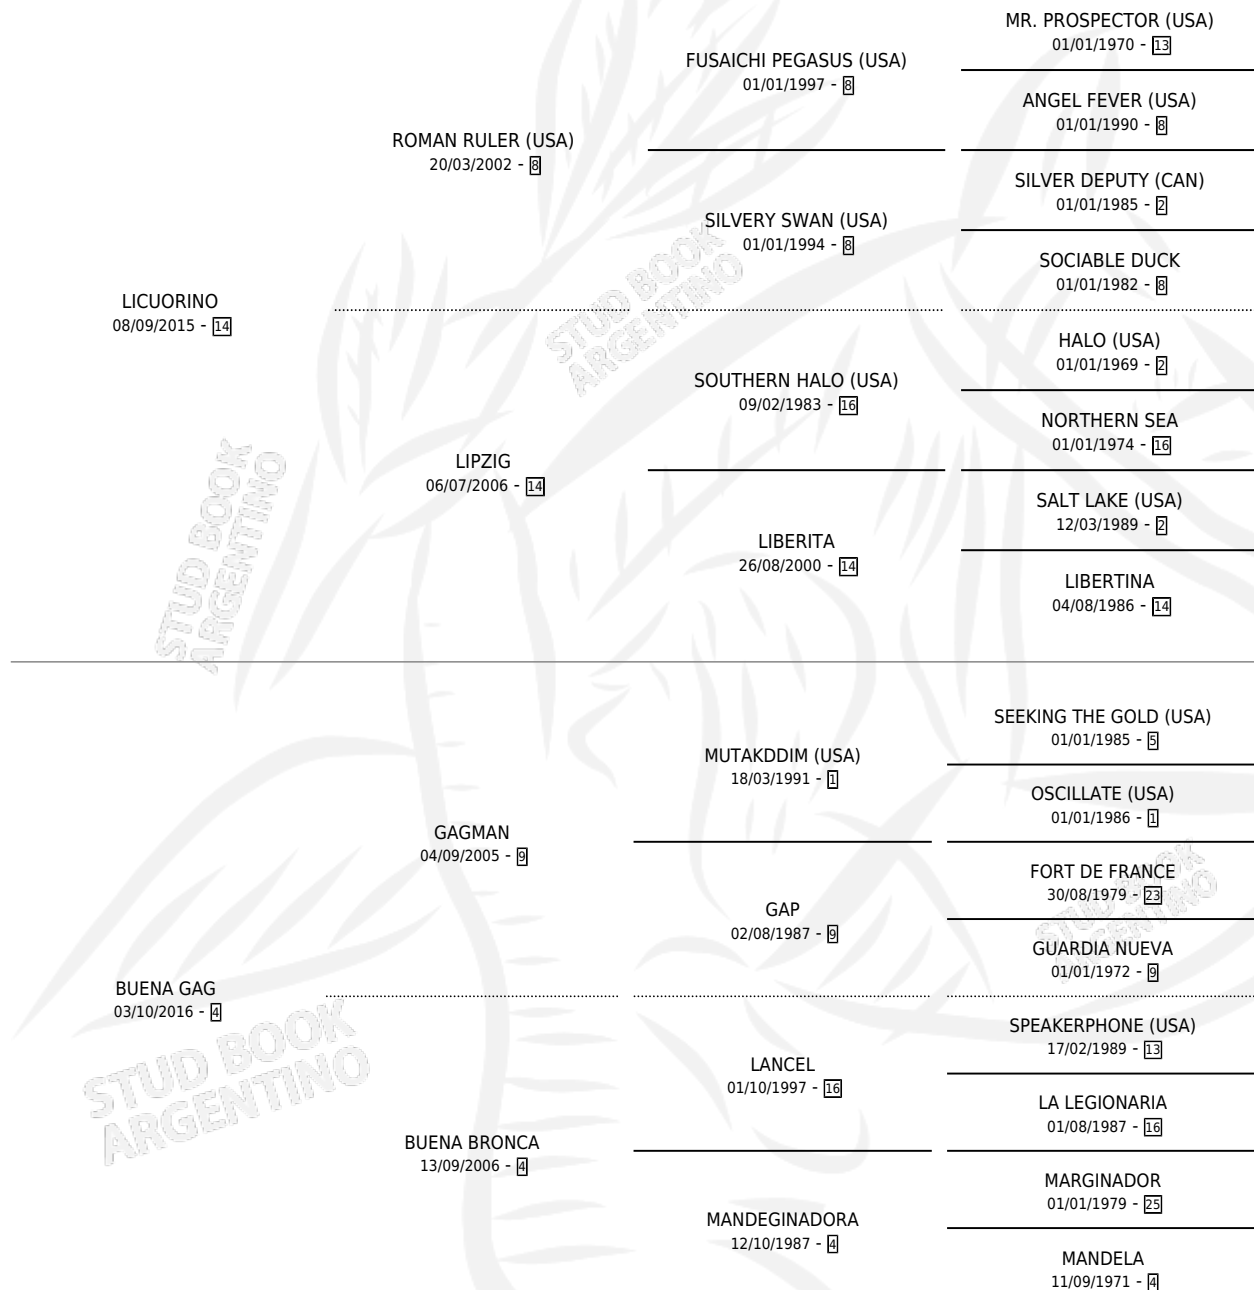 MR. PROSPECTOR (USA)
01/01/1970 - 13
FUSAICHI PEGASUS (USA)
01/01/1997 - 8
ANGEL FEVER (USA)
01/01/1990 - 8
ROMAN RULER (USA)
20/03/2002 - 8
SILVER DEPUTY (CAN)
01/01/1985 - 2
SILVERY SWAN (USA)
01/01/1994 - 8
SOCIABLE DUCK
01/01/1982 - 8
LICUORINO
08/09/2015 - 14
HALO (USA)
01/01/1969 - 2
SOUTHERN HALO (USA)
09/02/1983 - 16
NORTHERN SEA
01/01/1974 - 16
LIPZIG
06/07/2006 - 14
SALT LAKE (USA)
12/03/1989 - 2
LIBERITA
26/08/2000 - 14
LIBERTINA
04/08/1986 - 14
SEEKING THE GOLD (USA)
01/01/1985 - 5
MUTAKDDIM (USA)
18/03/1991 - 1
OSCILLATE (USA)
01/01/1986 - 1
GAGMAN
04/09/2005 - 9
FORT DE FRANCE
30/08/1979 - 23
GAP
02/08/1987 - 9
GUARDIA NUEVA
01/01/1972 - 9
BUENA GAG
03/10/2016 - 4
SPEAKERPHONE (USA)
17/02/1989 - 13
LANCEL
01/10/1997 - 16
LA LEGIONARIA
01/08/1987 - 16
BUENA BRONCA
13/09/2006 - 4
MARGINADOR
01/01/1979 - 25
MANDEGINADORA
12/10/1987 - 4
MANDELA
11/09/1971 - 4
STUD BOOK
ARGENTINO
STUD BOOK
ARGENTINO
STUD BOOK
ARGENTINO
STUD BOOK
ARGENTINO